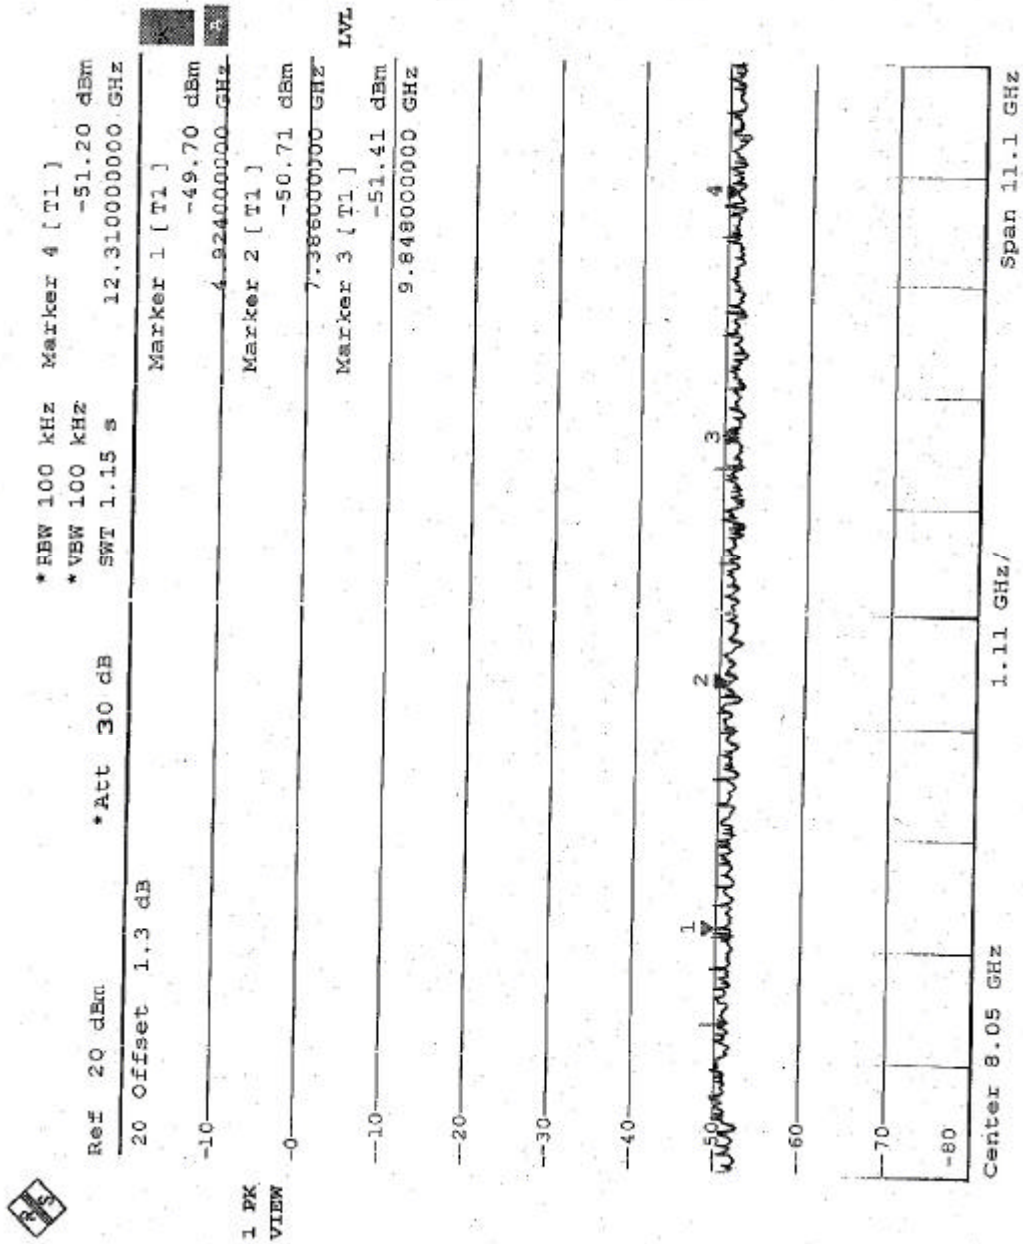 R S
*RBW 100 kHz Marker 4 [T1 ]
*VBW 100 kHz -51.20 dBm
Ref 20 dBm *Att 30 dB SWT 1.15 s 12.310000000 GHz
20 Offset 1.3 dB
Marker 1 [T1 ]
-49.70 dBm
A
-10 4.924000000 GHz
1 PK
VIEW
Marker 2 [T1 ]
-50.71 dBm
-0 7.386000000 GHz
Marker 3 [T1 ]
LVL
-51.41 dBm
--10
9.848000000 GHz
--20
--30
--40
1
2
3
4
--50
--60
--70
-80
Center 8.05 GHz 1.11 GHz/ Span 11.1 GHz